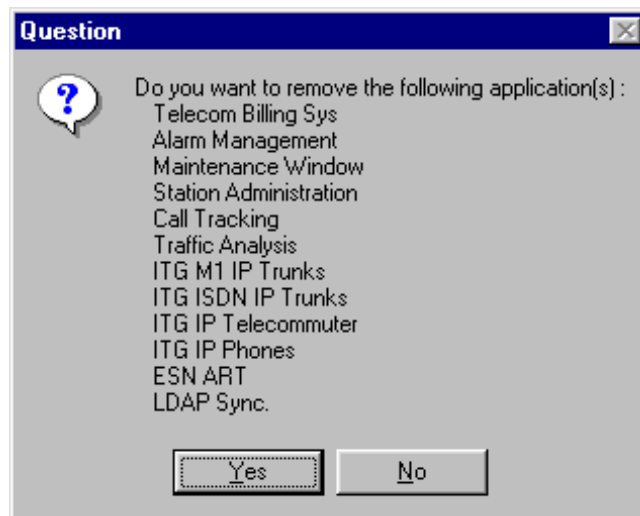 Question
?
Do you want to remove the following application(s) :
Telecom Billing Sys
Alarm Management
Maintenance Window
Station Administration
Call Tracking
Traffic Analysis
ITG M1 IP Trunks
ITG ISDN IP Trunks
ITG IP Telecommuter
ITG IP Phones
ESN ART
LDAP Sync.
Yes No